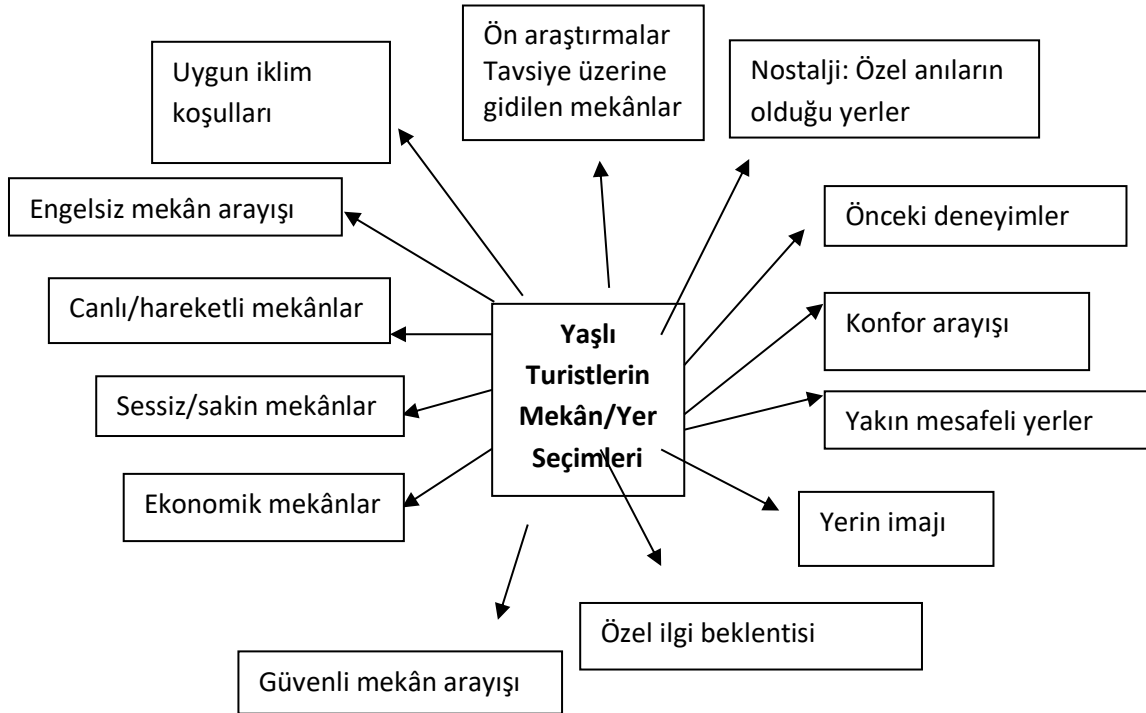 Ön araştırmalar
Tavsiye üzerine
gidilen mekânlar
Uygun iklim
koşulları
Nostalji: Özel anıların
olduğu yerler
Engelsiz mekân arayışı
Önceki deneyimler
Canlı/hareketli mekânlar
Konfor arayışı
Yaşlı
Turistlerin
Mekân/Yer
Seçimleri
Sessiz/sakin mekânlar
Yakın mesafeli yerler
Ekonomik mekânlar
Yerin imajı
Özel ilgi beklentisi
Güvenli mekân arayışı